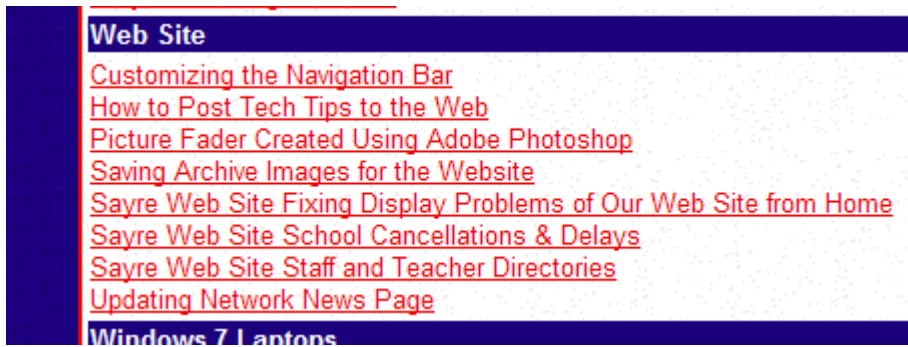 Web Site
Customizing the Navigation Bar
How to Post Tech Tips to the Web
Picture Fader Created Using Adobe Photoshop
Saving Archive Images for the Website
Sayre Web Site Fixing Display Problems of Our Web Site from Home
Sayre Web Site School Cancellations & Delays
Sayre Web Site Staff and Teacher Directories
Updating Network News Page
Windows 7 Laptops